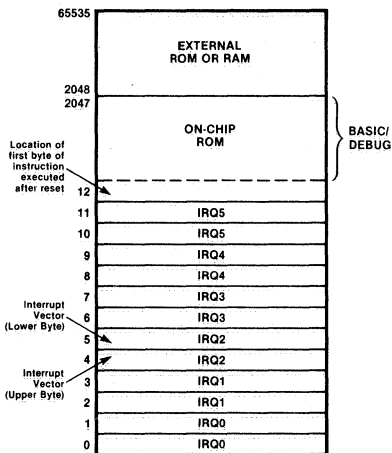 65535
EXTERNAL
ROM OR RAM
2048
2047
ON-CHIP
ROM
BASIC/
DEBUG
Location of
first byte of
instruction
executed
after reset
12
11 IRQ5
10 IRQ5
9 IRQ4
8 IRQ4
7 IRQ3
6 IRQ3
Interrupt
Vector
(Lower Byte)
5 IRQ2
4 IRQ2
Interrupt
Vector
(Upper Byte)
3 IRQ1
2 IRQ1
1 IRQ0
0 IRQ0